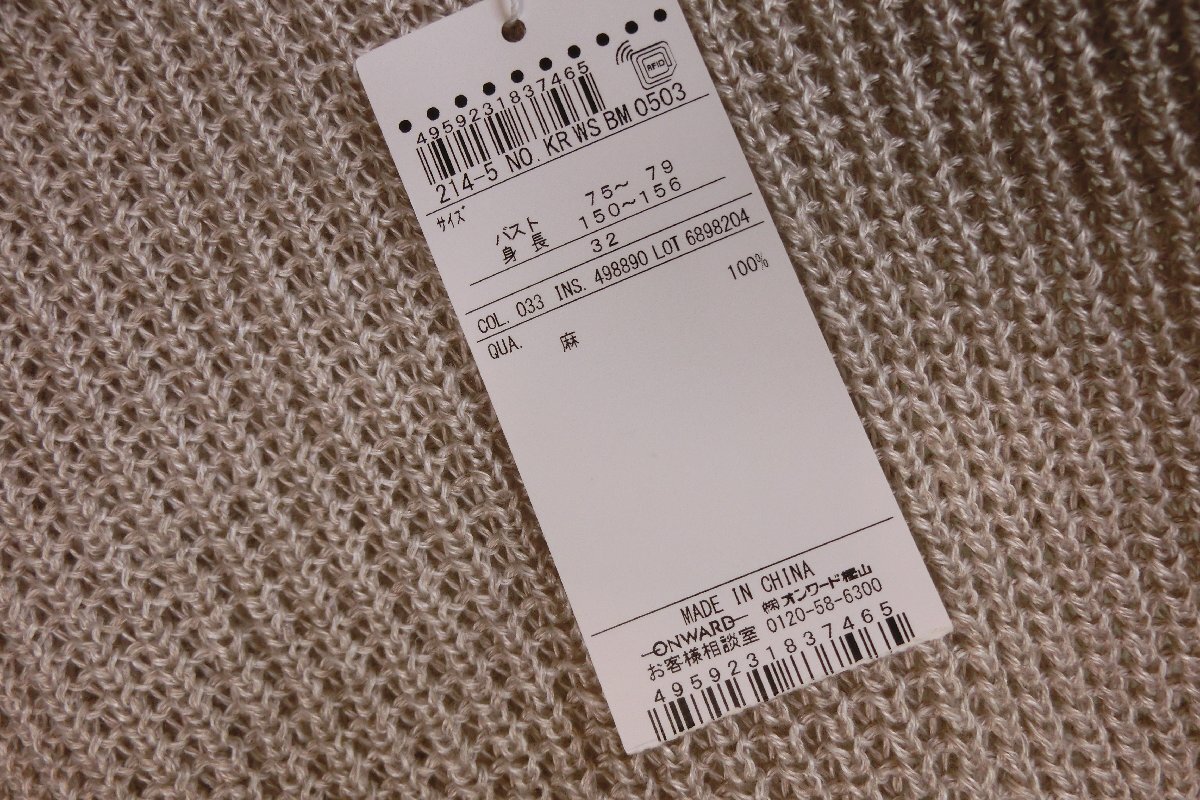 RFID
4959231837465
214-5 NO. KR WS BM 0503
サイズ
バスト 75～ 79
身長 150～156
32
COL. 033 INS. 498890 LOT 6898204
QUA. 麻 100%
MADE IN CHINA
ONWARD ㈱オンワード樫山
お客様相談室 0120-58-6300
4959231837465